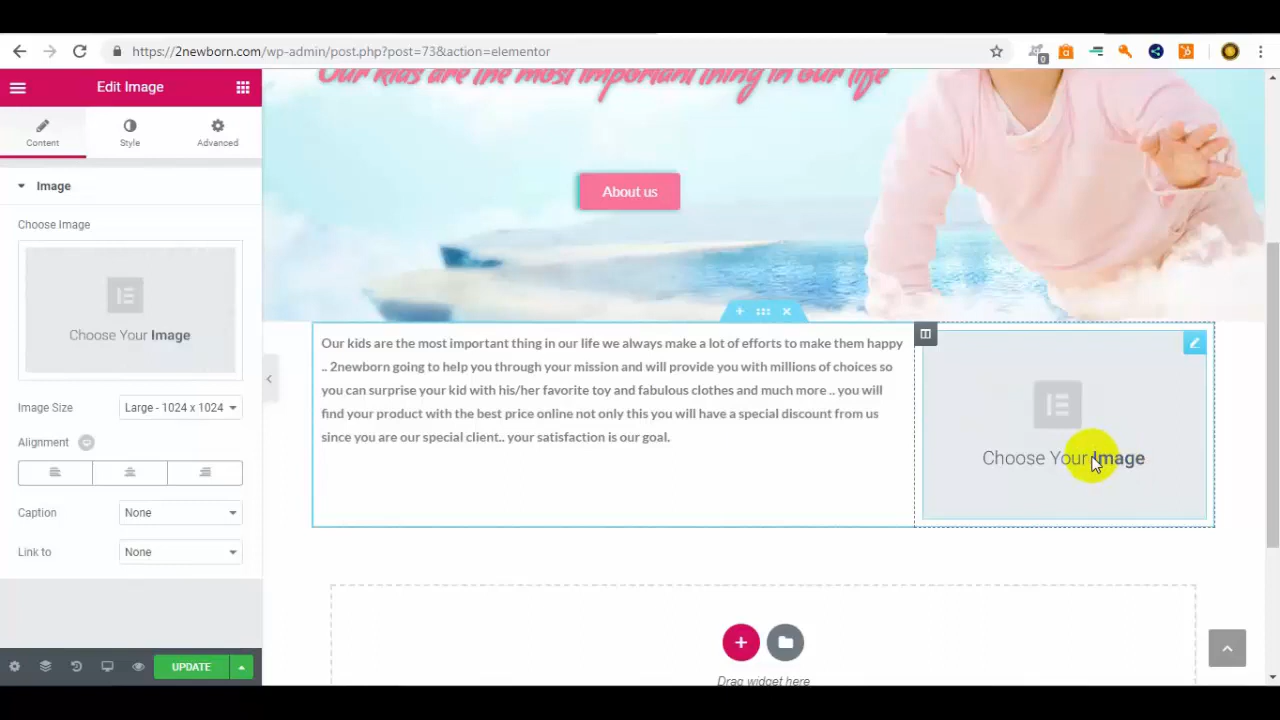 https://2newborn.com/wp-admin/post.php?post=73&action=elementor
0
Edit Image
Content
Style
Advanced
Image
Choose Image
Choose Your Image
Image Size
Large - 1024 x 1024
Alignment
Caption
None
Link to
None
UPDATE
Our kids are the most important thing in our life
About us
Our kids are the most important thing in our life we always make a lot of efforts to make them happy
.. 2newborn going to help you through your mission and will provide you with millions of choices so
you can surprise your kid with his/her favorite toy and fabulous clothes and much more .. you will
find your product with the best price online not only this you will have a special discount from us
since you are our special client.. your satisfaction is our goal.
Choose Your Image
Drag widget here